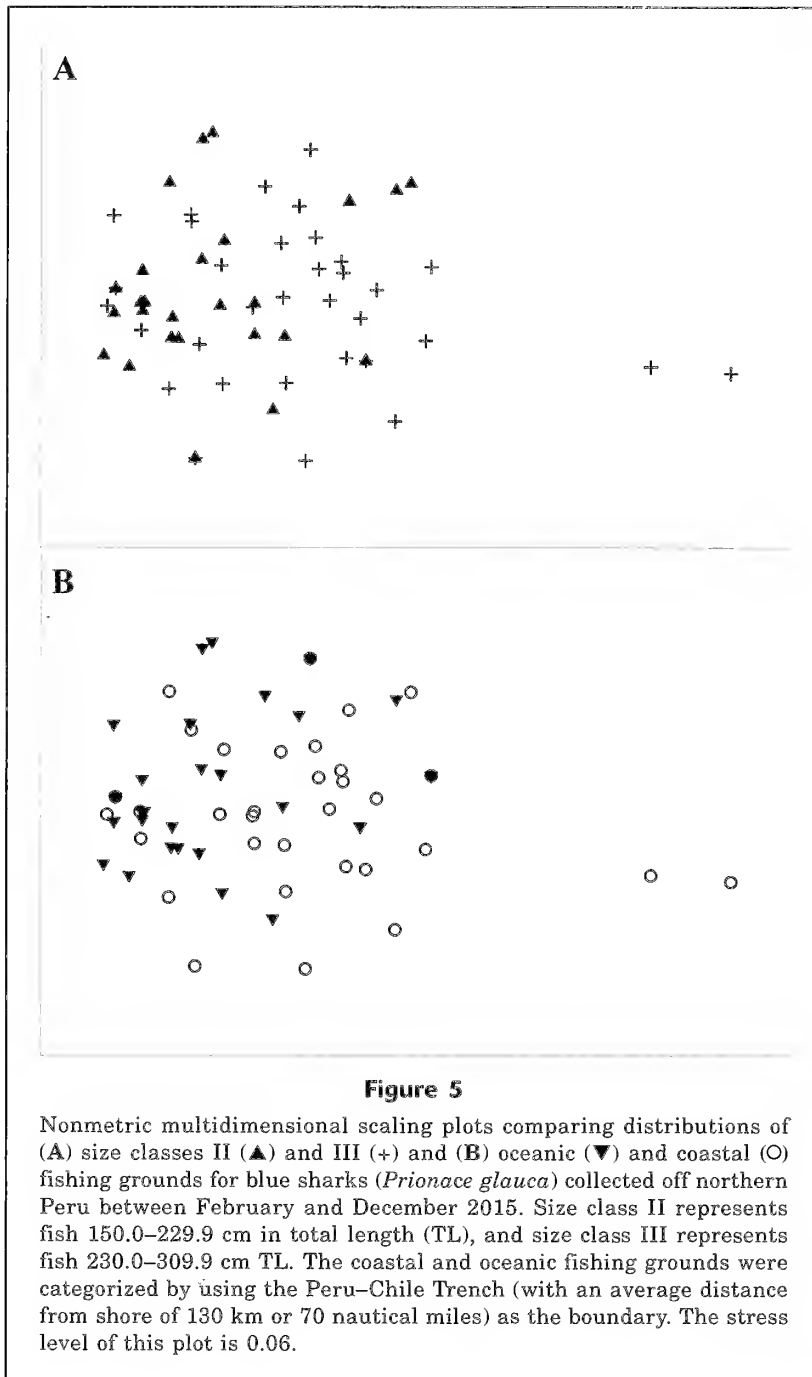 A
B
Figure 5
Nonmetric multidimensional scaling plots comparing distributions of
(A) size classes II (▲) and III (+) and (B) oceanic (▼) and coastal (O)
fishing grounds for blue sharks (Prionace glauca) collected off northern
Peru between February and December 2015. Size class II represents
fish 150.0–229.9 cm in total length (TL), and size class III represents
fish 230.0–309.9 cm TL. The coastal and oceanic fishing grounds were
categorized by using the Peru–Chile Trench (with an average distance
from shore of 130 km or 70 nautical miles) as the boundary. The stress
level of this plot is 0.06.